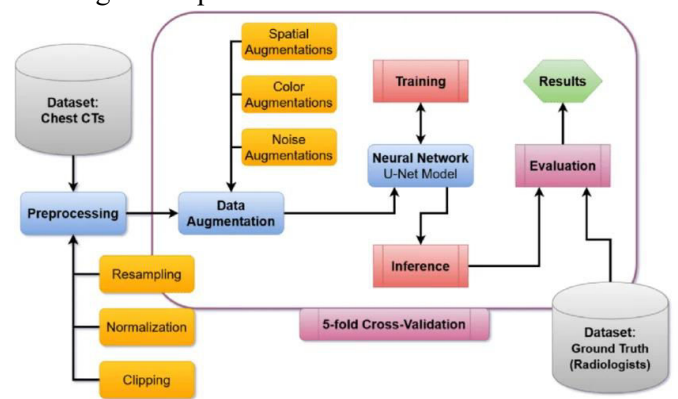 Spatial
Augmentations
Color
Augmentations
Noise
Augmentations
Dataset:
Chest CTs
Preprocessing
Resampling
Normalization
Clipping
Data
Augmentation
Training
Neural Network
U-Net Model
Inference
Results
Evaluation
5-fold Cross-Validation
Dataset:
Ground Truth
(Radiologists)